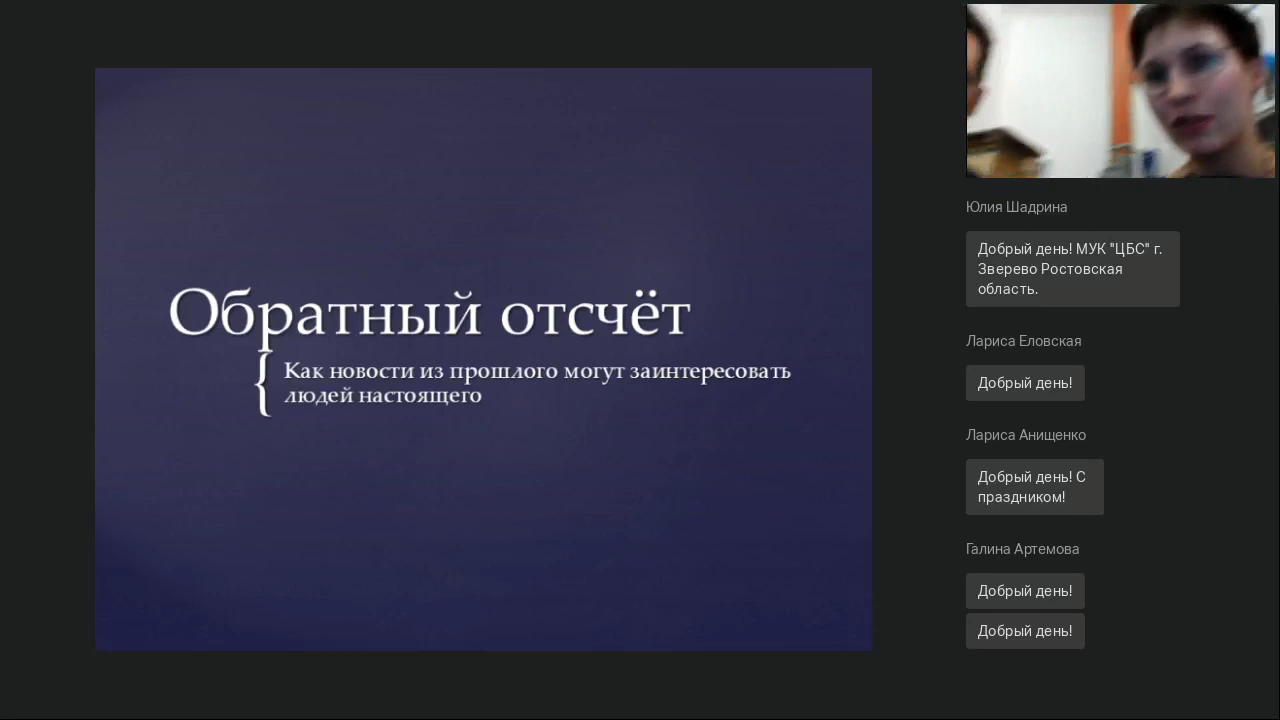 Обратный отсчёт
{ Как новости из прошлого могут заинтересовать
людей настоящего
Юлия Шадрина
Добрый день! МУК "ЦБС" г.
Зверево Ростовская
область.
Лариса Еловская
Добрый день!
Лариса Анищенко
Добрый день! С
праздником!
Галина Артемова
Добрый день!
Добрый день!